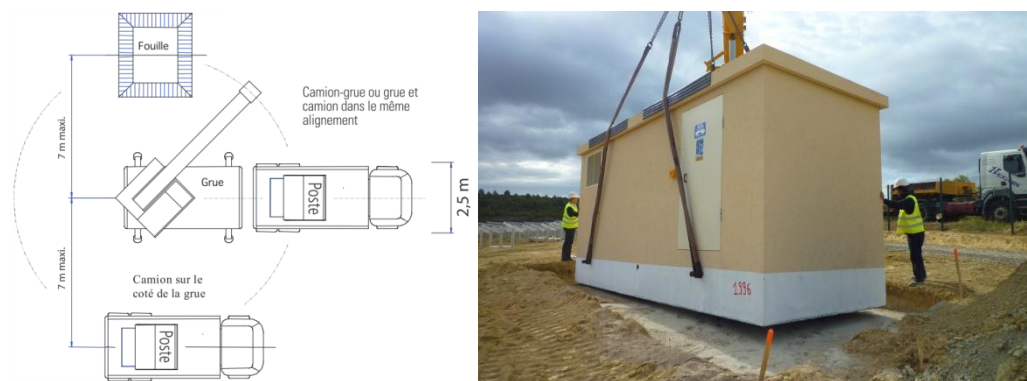 Fouille
Camion-grue ou grue et
camion dans le même
alignement
7 m maxi.
Grue
Poste
2,5 m
7 m maxi.
Camion sur le
coté de la grue
Poste
1996